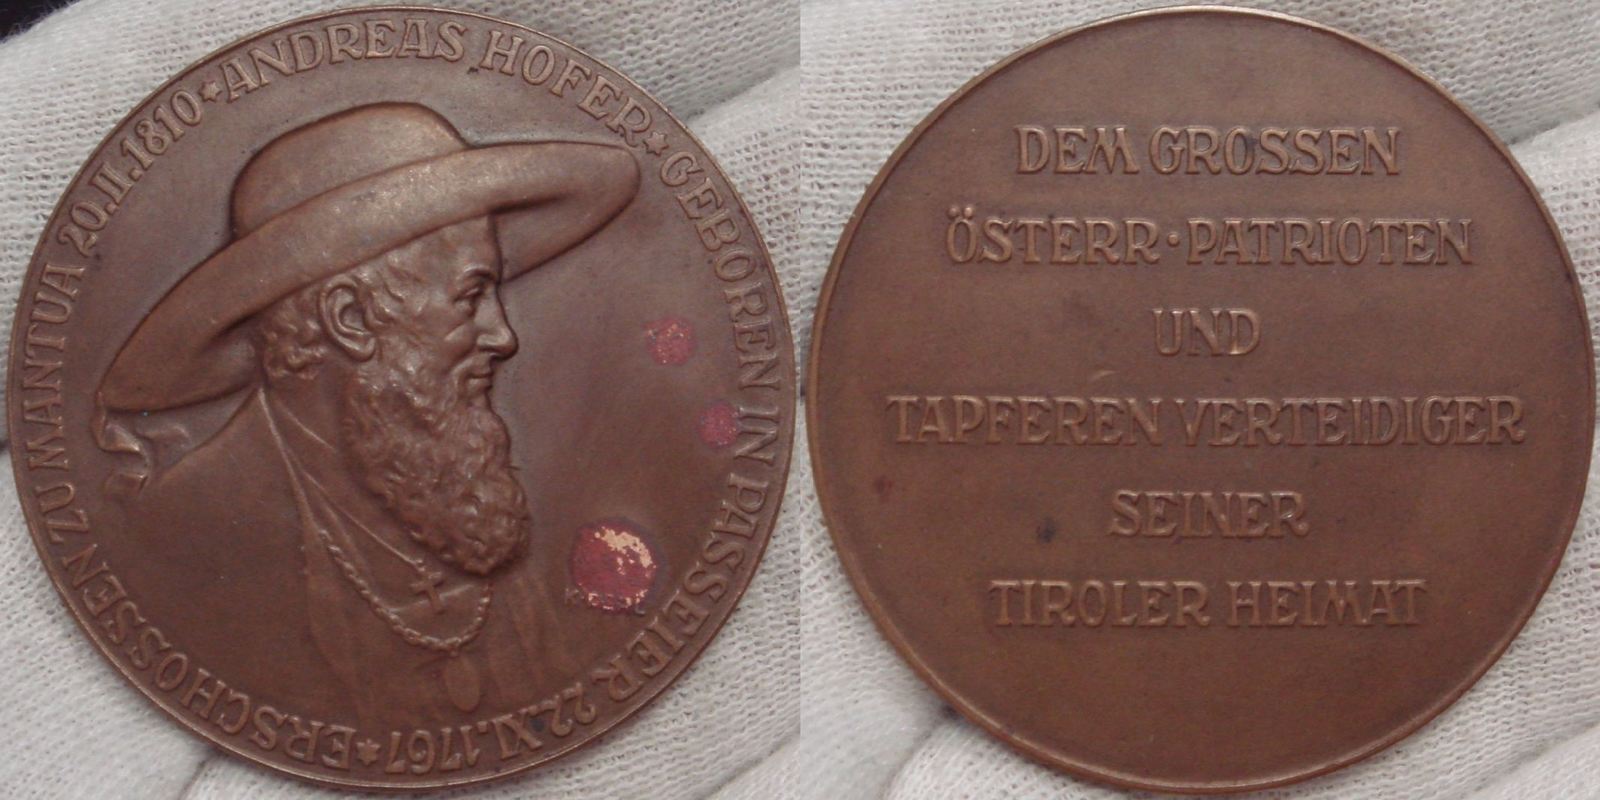 *ANDREAS HOFER*GEBOREN IN PASSEIER 22.XI.1767*ERSCHOSSEN ZU MANTUA 20.II.1810
DEM GROSSEN
ÖSTERR·PATRIOTEN
UND
TAPFEREN VERTEIDIGER
SEINER
TIROLER HEIMAT